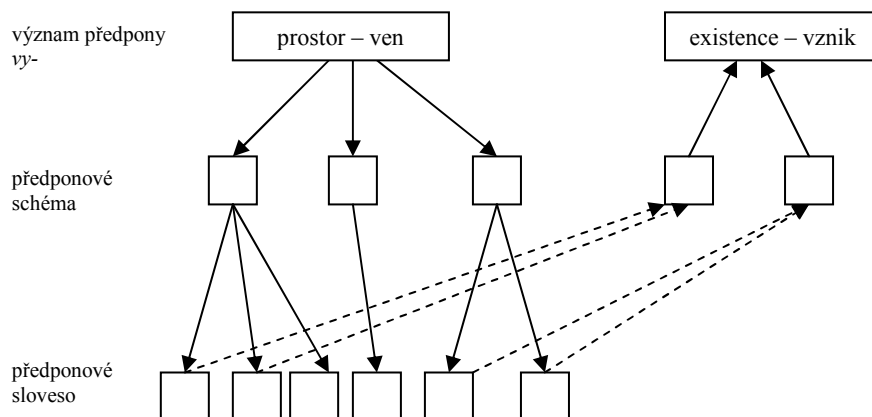 význam předpony
vy-
prostor – ven
existence – vznik
předponové
schéma
předponové
sloveso